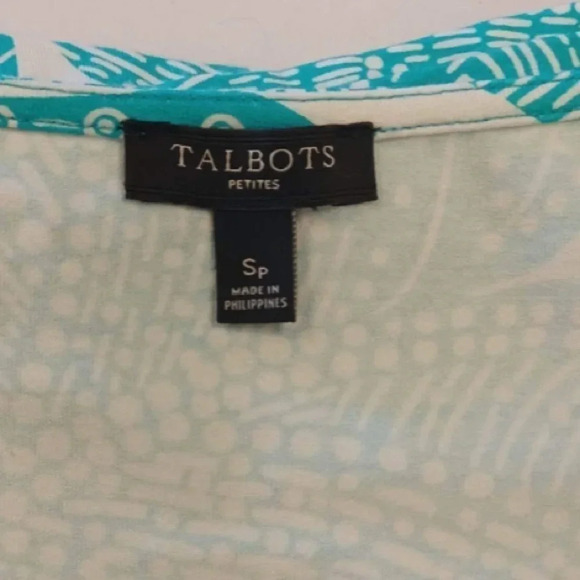 TALBOTS
PETITES
SP
MADE IN
PHILIPPINES